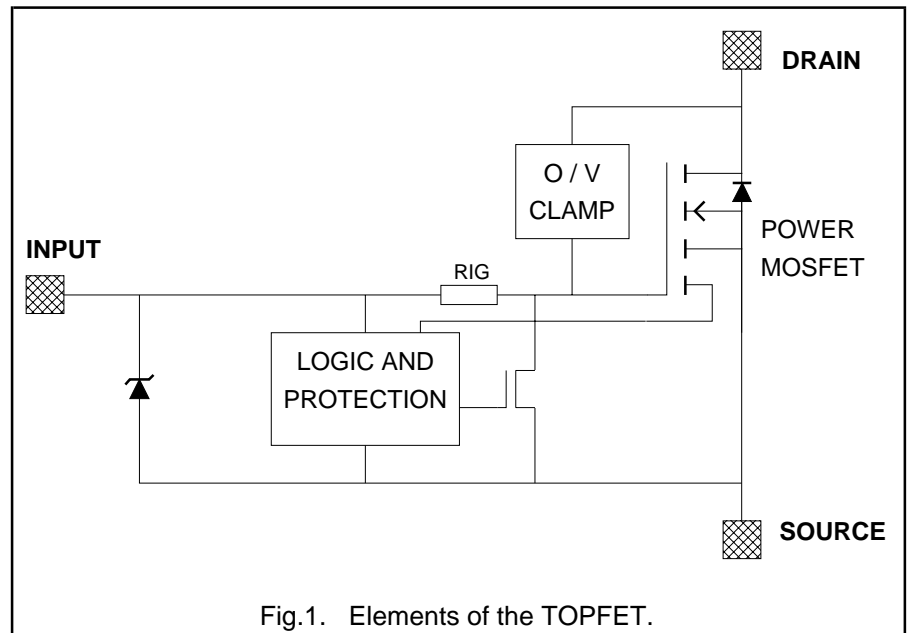 DRAIN
O / V
CLAMP
POWER
MOSFET
INPUT
RIG
LOGIC AND
PROTECTION
SOURCE
Fig.1. Elements of the TOPFET.